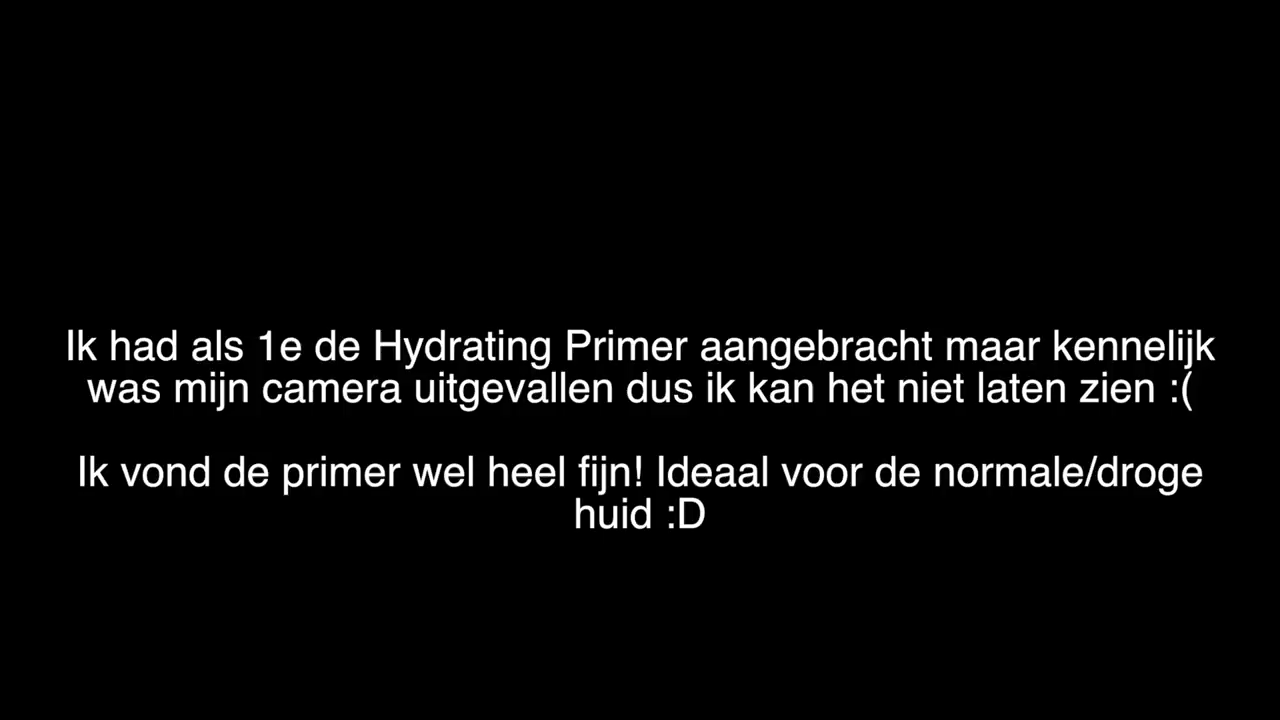 Ik had als 1e de Hydrating Primer aangebracht maar kennelijk
was mijn camera uitgevallen dus ik kan het niet laten zien :(
Ik vond de primer wel heel fijn! Ideaal voor de normale/droge
huid :D